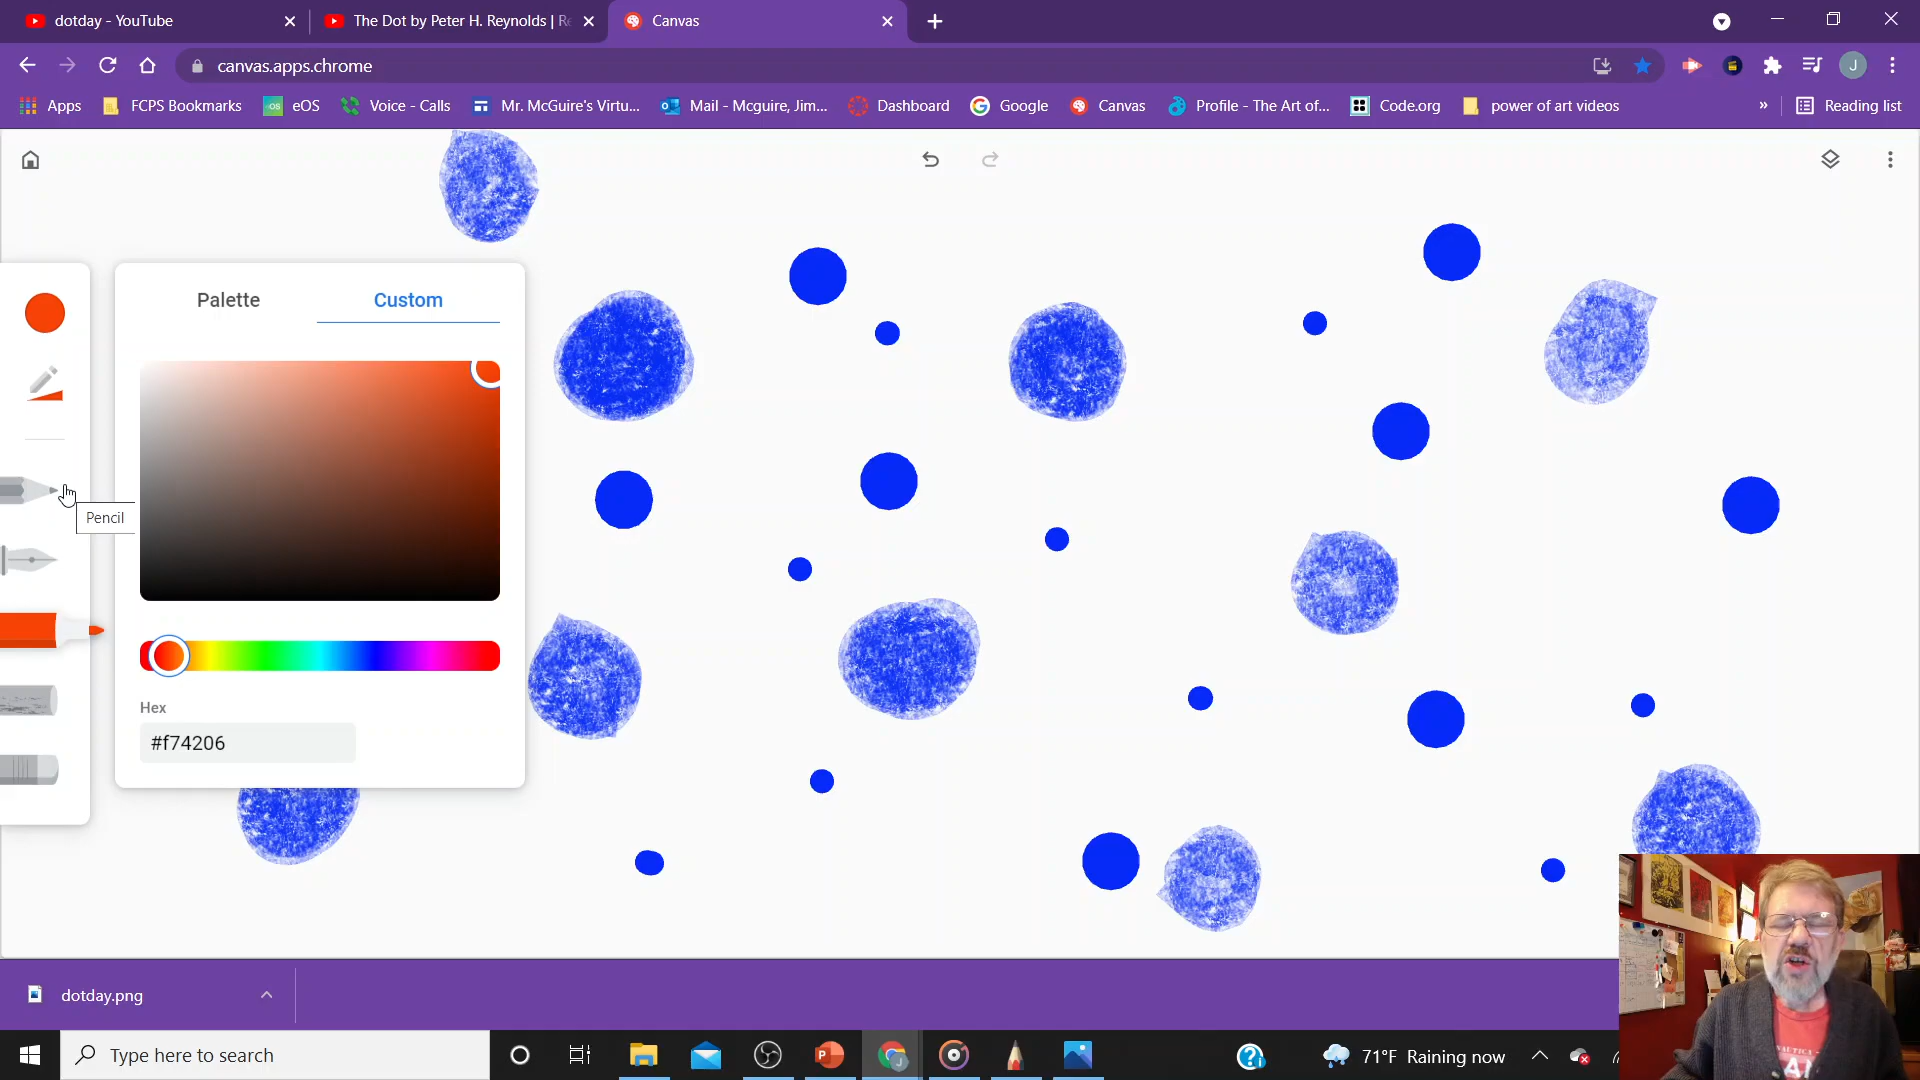 dotday - YouTube
The Dot by Peter H. Reynolds |
Canvas
canvas.apps.chrome
J
Apps
FCPS Bookmarks
eOS
Voice - Calls
Mr. McGuire's Virtu...
Mail - Mcguire, Jim...
Dashboard
Google
Canvas
Profile - The Art of...
Code.org
power of art videos
»
Reading list
Palette
Custom
Pencil
Hex
#f74206
dotday.png
Type here to search
71°F Raining now